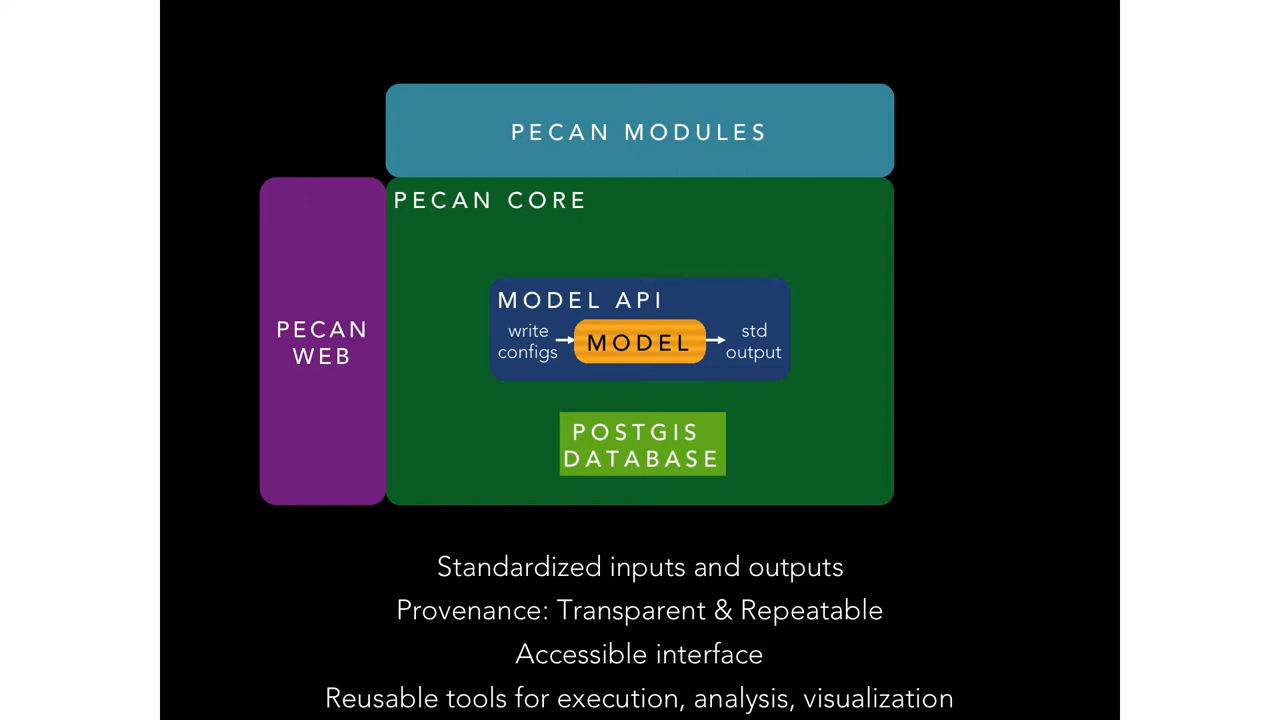 PECAN MODULES
PECAN CORE
PECAN
WEB
MODEL API
write
configs
MODEL
std
output
POSTGIS
DATABASE
Standardized inputs and outputs
Provenance: Transparent & Repeatable
Accessible interface
Reusable tools for execution, analysis, visualization